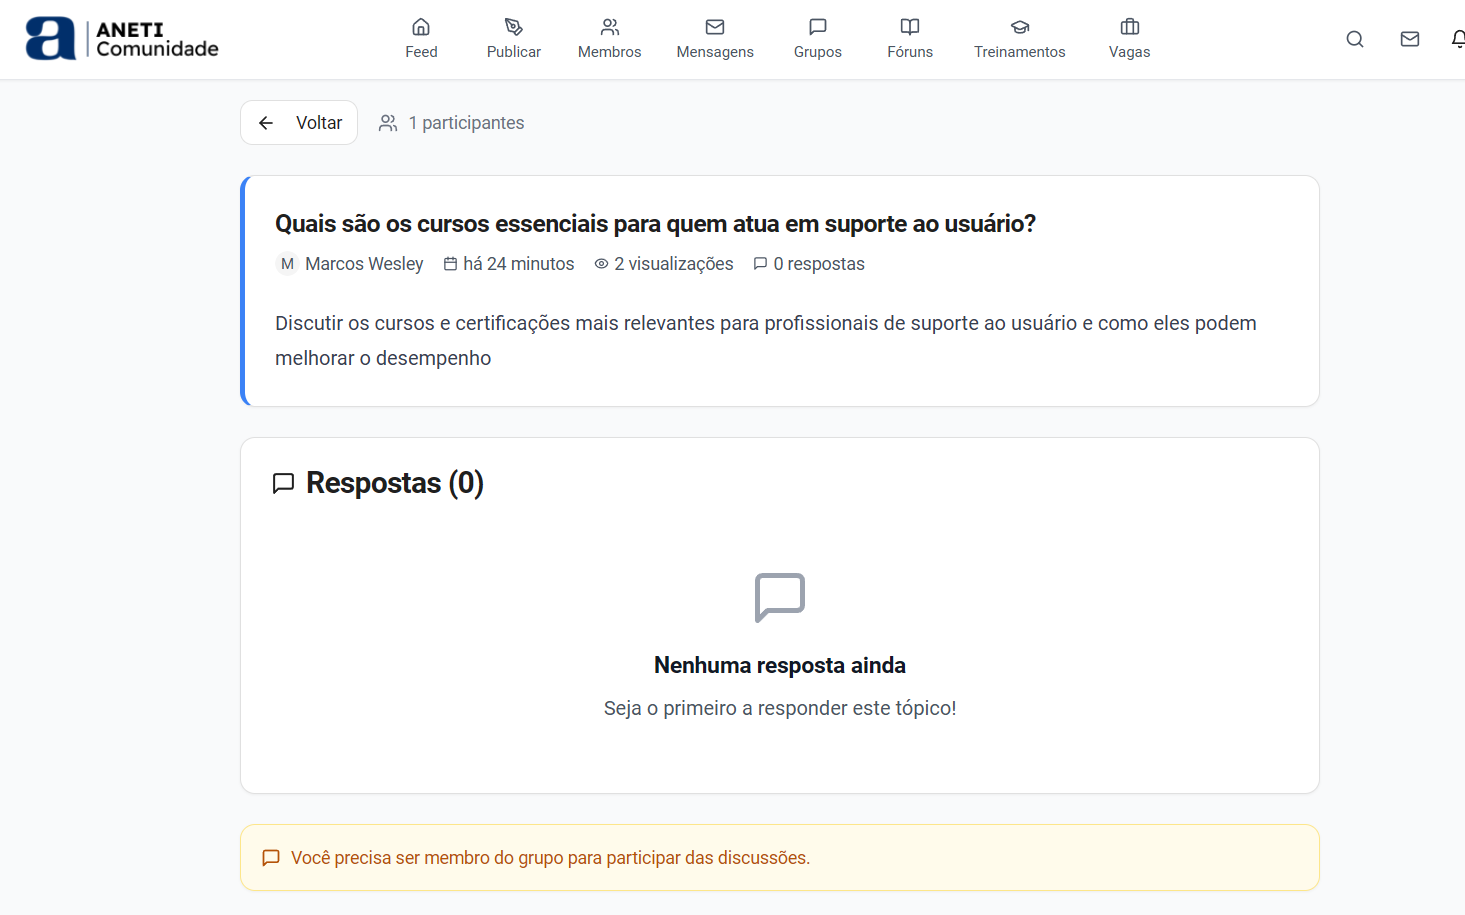 a ANETI
Comunidade
Feed
Publicar
Membros
Mensagens
Grupos
Fóruns
Treinamentos
Vagas
Voltar
1 participantes
Quais são os cursos essenciais para quem atua em suporte ao usuário?
M Marcos Wesley há 24 minutos 2 visualizações 0 respostas
Discutir os cursos e certificações mais relevantes para profissionais de suporte ao usuário e como eles podem
melhorar o desempenho
Respostas (0)
Nenhuma resposta ainda
Seja o primeiro a responder este tópico!
Você precisa ser membro do grupo para participar das discussões.